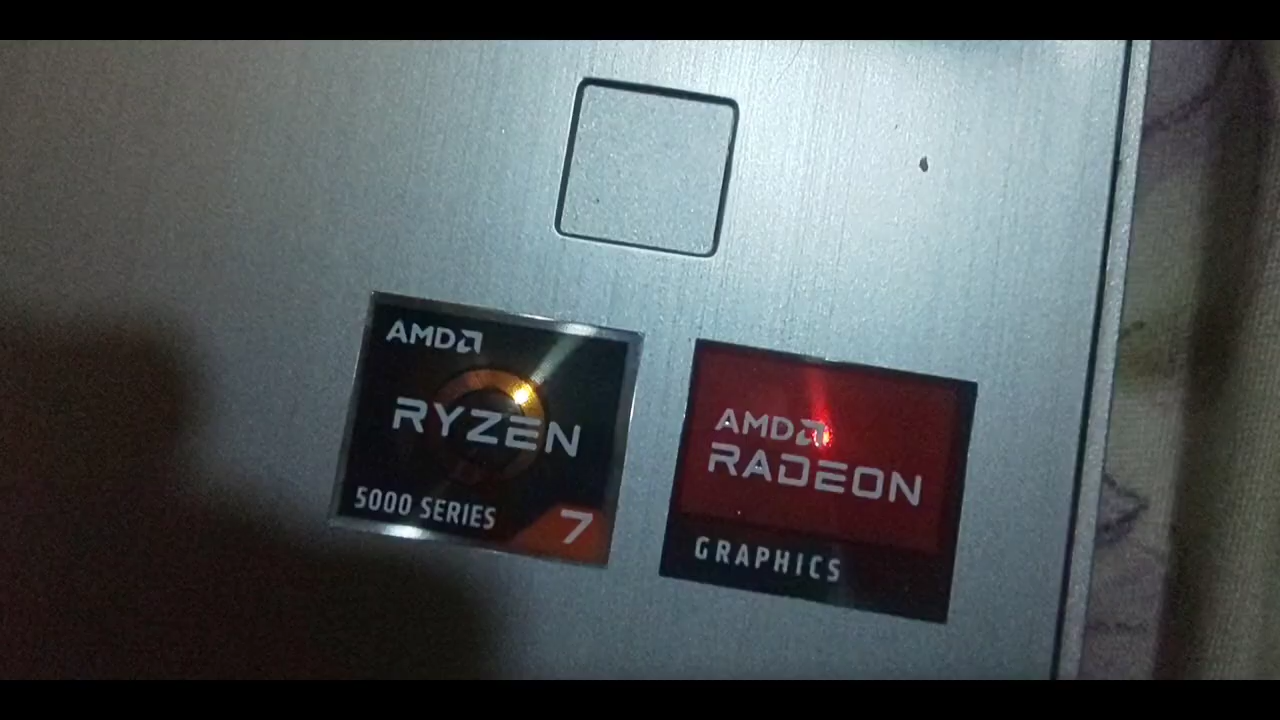 AMD
RYZEN
5000 SERIES
7
AMD
RADEON
GRAPHICS